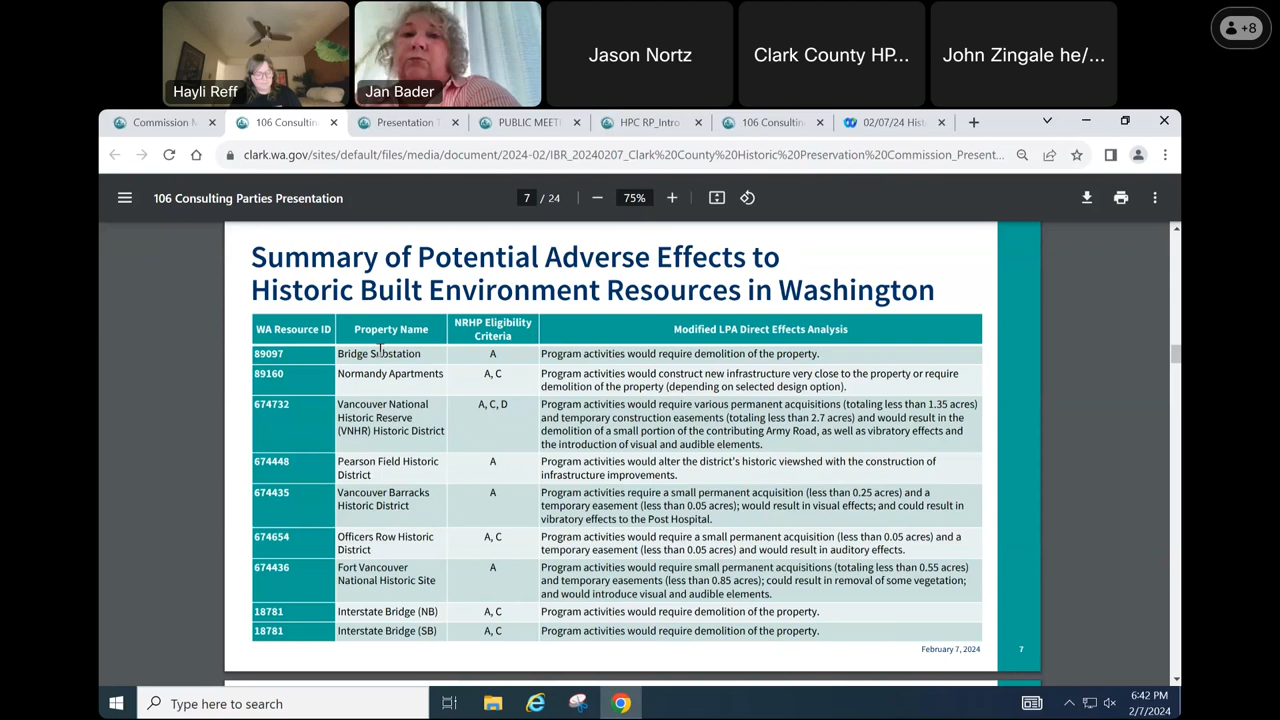 Hayli Reff
Jan Bader
Jason Nortz
Clark County HP...
John Zingale he/...
+8
Commission M
106 Consultin
Presentation T
PUBLIC MEET
HPC RP_Intro
106 Consultin
02/07/24 Hist
clark.wa.gov/sites/default/files/media/document/2024-02/IBR_20240207_Clark%20County%20Historic%20Preservation%20Commission_Present...
106 Consulting Parties Presentation
7 / 24
75%
Summary of Potential Adverse Effects to
Historic Built Environment Resources in Washington
WA Resource ID Property Name NRHP Eligibility Criteria Modified LPA Direct Effects Analysis
89097 Bridge Substation A Program activities would require demolition of the property.
89160 Normandy Apartments A, C Program activities would construct new infrastructure very close to the property or require
demolition of the property (depending on selected design option).
674732 Vancouver National A, C, D Program activities would require various permanent acquisitions (totaling less than 1.35 acres)
Historic Reserve and temporary construction easements (totaling less than 2.7 acres) and would result in the
(VNHR) Historic District demolition of a small portion of the contributing Army Road, as well as vibratory effects and
the introduction of visual and audible elements.
674448 Pearson Field Historic A Program activities would alter the district's historic viewshed with the construction of
District infrastructure improvements.
674435 Vancouver Barracks A Program activities require a small permanent acquisition (less than 0.25 acres) and a
Historic District temporary easement (less than 0.05 acres); would result in visual effects; and could result in
vibratory effects to the Post Hospital.
674654 Officers Row Historic A, C Program activities would require a small permanent acquisition (less than 0.05 acres) and a
District temporary easement (less than 0.05 acres) and would result in auditory effects.
674436 Fort Vancouver A Program activities would require small permanent acquisitions (totaling less than 0.55 acres)
National Historic Site and temporary easements (less than 0.85 acres); could result in removal of some vegetation;
and would introduce visual and audible elements.
18781 Interstate Bridge (NB) A, C Program activities would require demolition of the property.
18781 Interstate Bridge (SB) A, C Program activities would require demolition of the property.
February 7, 2024 7
Type here to search
6:42 PM
2/7/2024